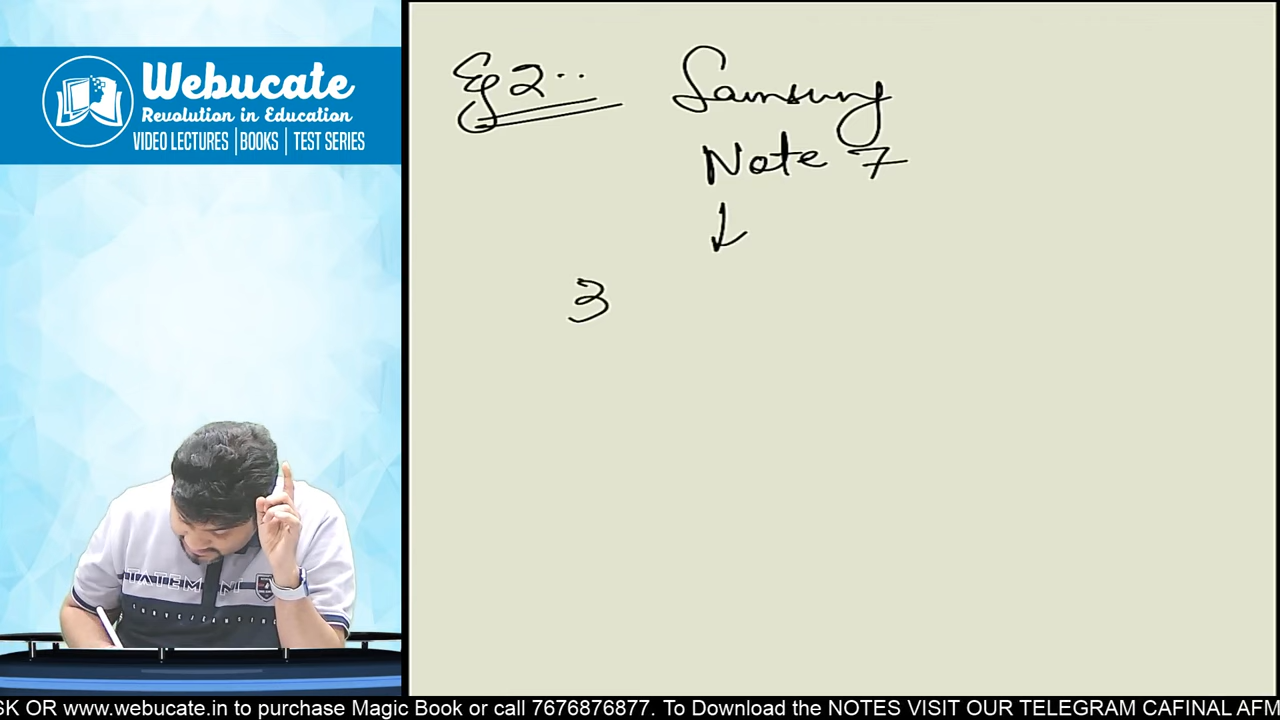 Webucate
Revolution in Education
VIDEO LECTURES | BOOKS | TEST SERIES
Eg 2..
Samsung
Note 7
↓
3
TATEM
SK OR www.webucate.in to purchase Magic Book or call 7676876877. To Download the NOTES VISIT OUR TELEGRAM CAFINAL AFM